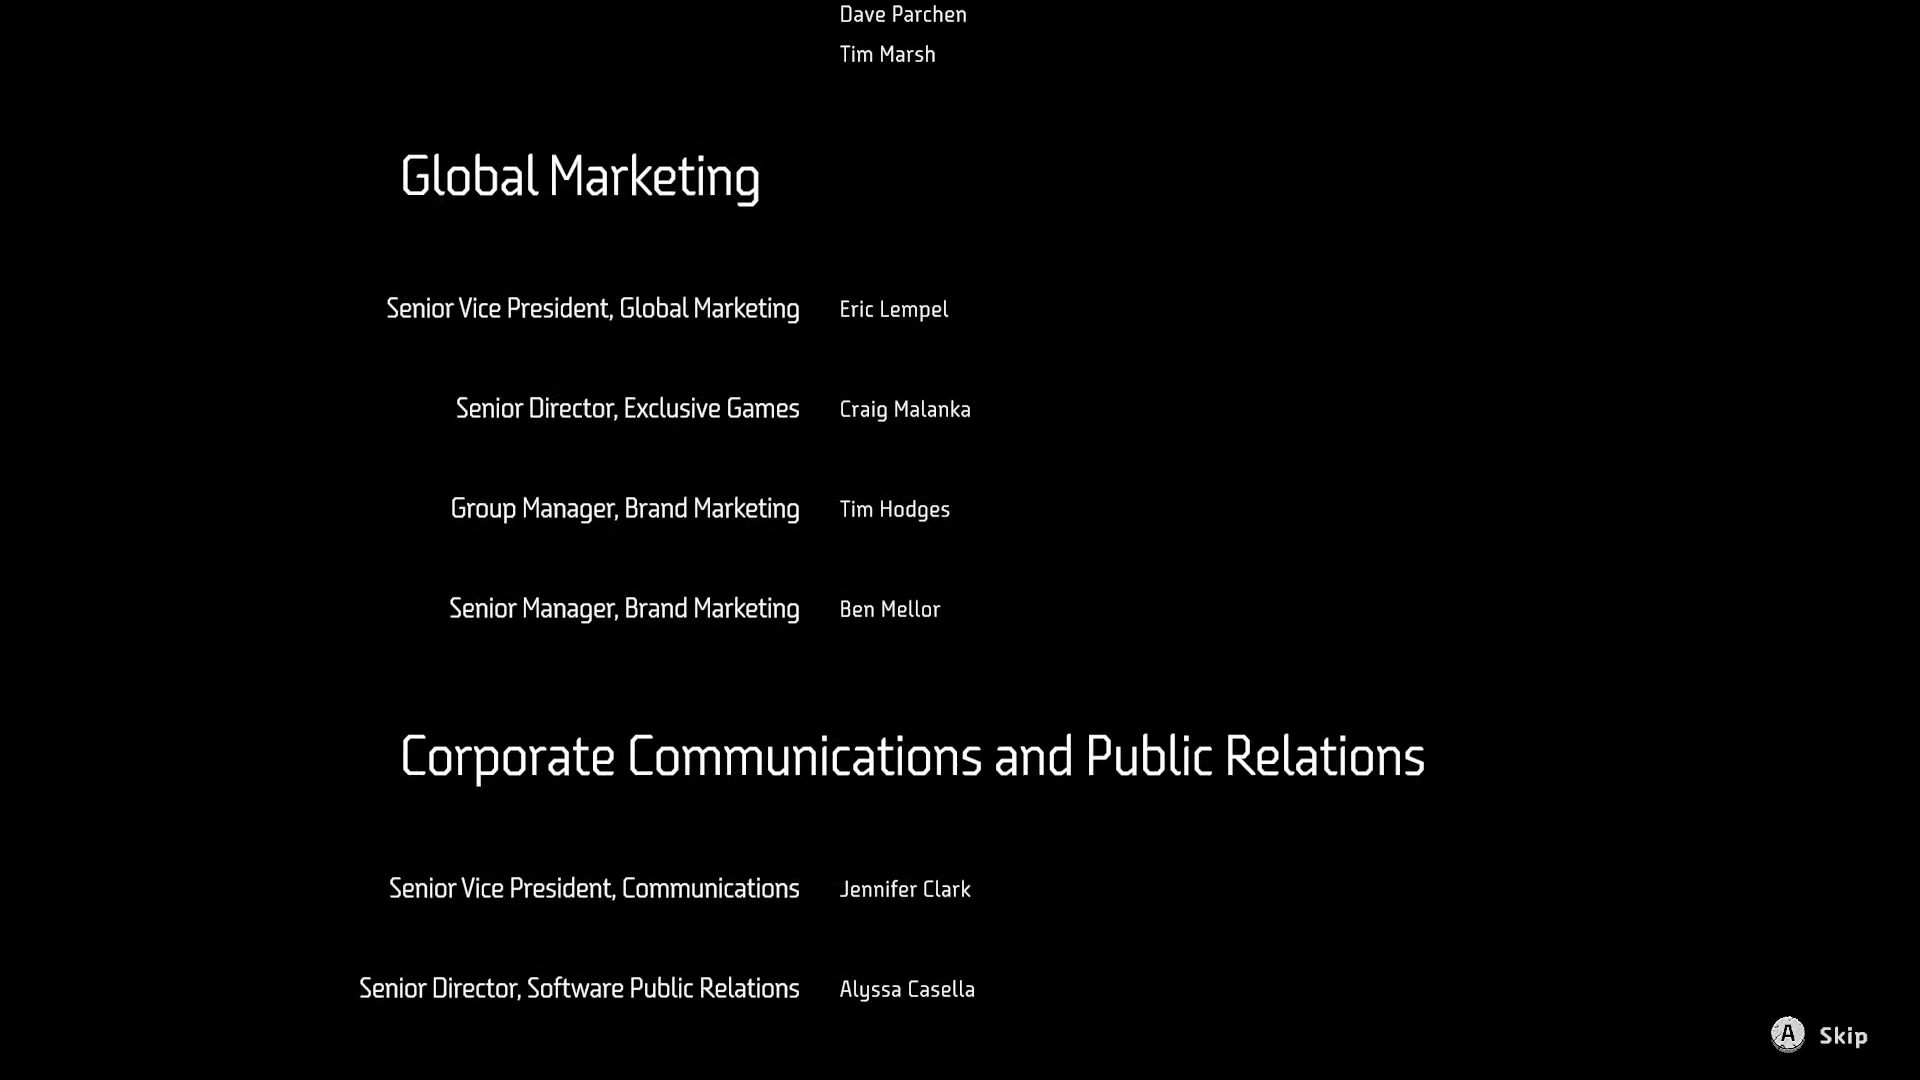 Dave Parchen
Tim Marsh
Global Marketing
Senior Vice President, Global Marketing Eric Lempel
Senior Director, Exclusive Games Craig Malanka
Group Manager, Brand Marketing Tim Hodges
Senior Manager, Brand Marketing Ben Mellor
Corporate Communications and Public Relations
Senior Vice President, Communications Jennifer Clark
Senior Director, Software Public Relations Alyssa Casella
A Skip